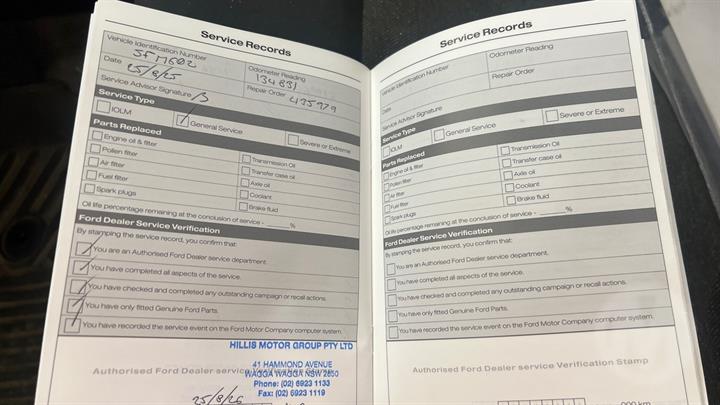 Service Records
Vehicle Identification Number
SF M602
Odometer Reading
134831
Date
25/8/25
Repair Order 435979
Service Advisor Signature
Service Type
IOLM
General Service
Severe or Extreme
Parts Replaced
Engine oil & filter
Pollen filter
Air filter
Fuel filter
Spark plugs
Transmission Oil
Transfer case oil
Axle oil
Coolant
Brake fluid
Oil life percentage remaining at the conclusion of service - ______%
Ford Dealer Service Verification
By stamping the service record, you confirm that:
You are an Authorised Ford Dealer service department.
You have completed all aspects of the service.
You have checked and completed any outstanding campaign or recall actions.
You have only fitted Genuine Ford Parts.
You have recorded the service event on the Ford Motor Company computer system.
HILLIS MOTOR GROUP PTY LTD
41 HAMMOND AVENUE
Authorised Ford Dealer service
WAGGA WAGGA NSW 2650
Phone: (02) 6923 1133
Fax: (02) 6923 1119
25/8/25
Service Records
Vehicle Identification Number
Odometer Reading
Date
Repair Order
Service Advisor Signature
Service Type
IOLM
General Service
Severe or Extreme
Parts Replaced
Engine oil & filter
Pollen filter
Air filter
Fuel filter
Spark plugs
Transmission Oil
Transfer case oil
Axle oil
Coolant
Brake fluid
Oil life percentage remaining at the conclusion of service - ______%
Ford Dealer Service Verification
By stamping the service record, you confirm that:
You are an Authorised Ford Dealer service department.
You have completed all aspects of the service.
You have checked and completed any outstanding campaign or recall actions.
You have only fitted Genuine Ford Parts.
You have recorded the service event on the Ford Motor Company computer system.
Authorised Ford Dealer service Verification Stamp
000 km